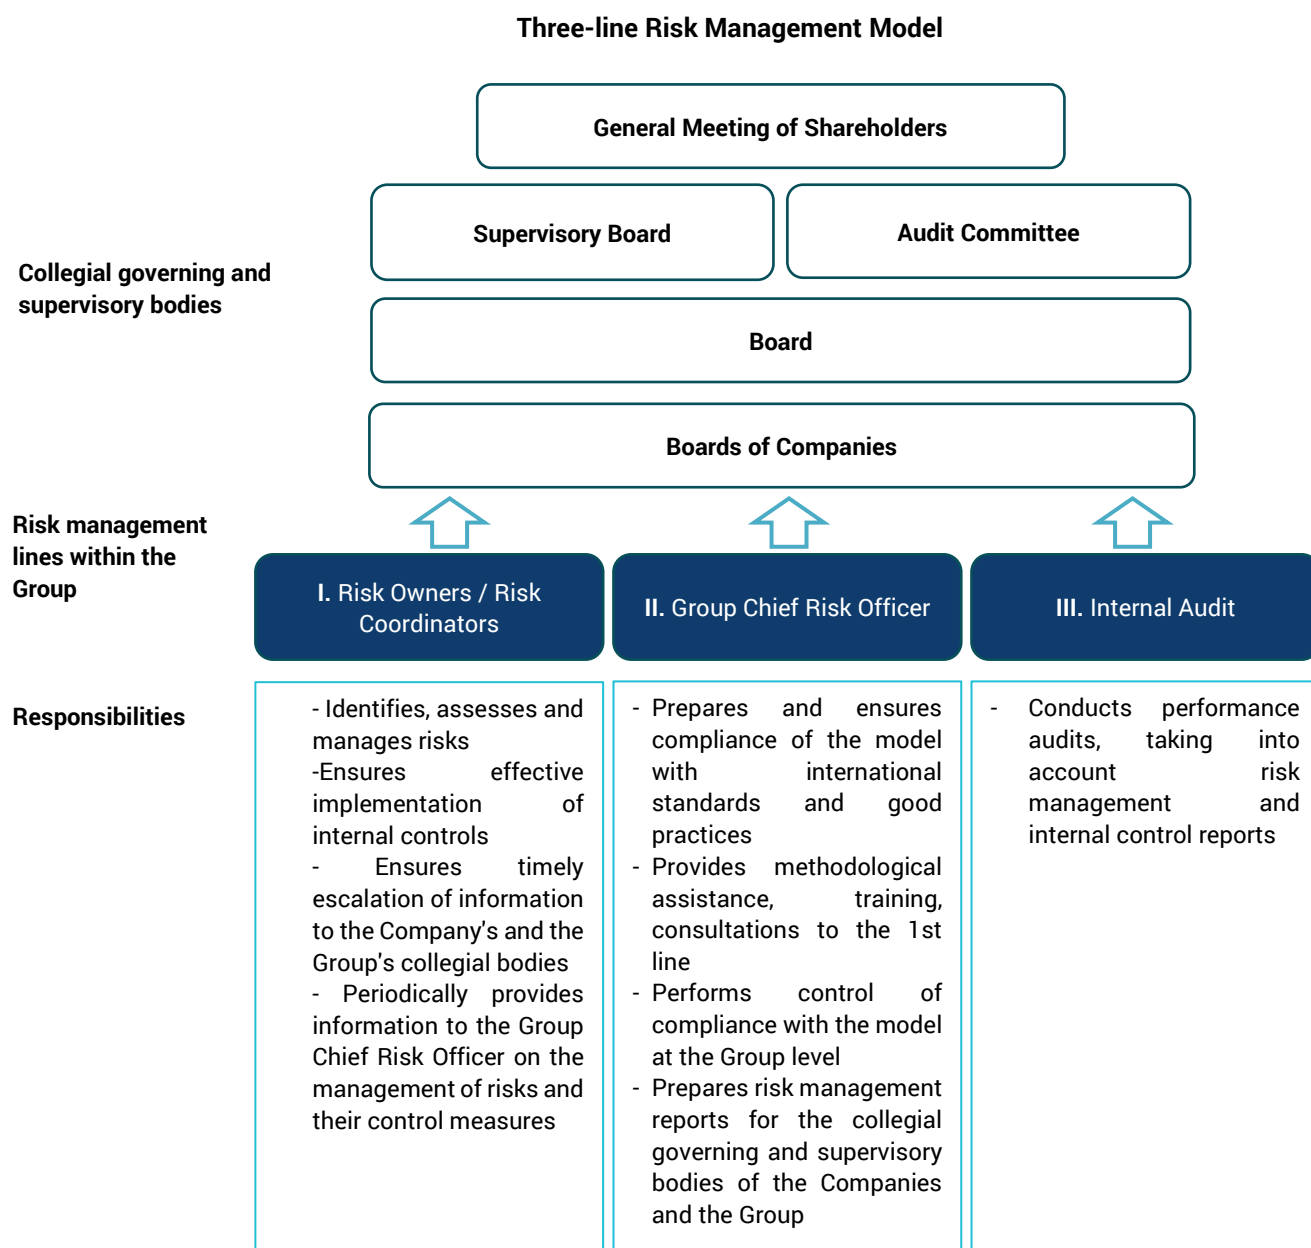 Three-line Risk Management Model
General Meeting of Shareholders
Supervisory Board
Audit Committee
Collegial governing and
supervisory bodies
Board
Boards of Companies
Risk management
lines within the
Group
I. Risk Owners / Risk
Coordinators
II. Group Chief Risk Officer
III. Internal Audit
Responsibilities
- Identifies, assesses and
manages risks
-Ensures effective
implementation of
internal controls
- Ensures timely
escalation of information
to the Company's and the
Group's collegial bodies
- Periodically provides
information to the Group
Chief Risk Officer on the
management of risks and
their control measures
- Prepares and ensures
compliance of the model
with international
standards and good
practices
- Provides methodological
assistance, training,
consultations to the 1st
line
- Performs control of
compliance with the model
at the Group level
- Prepares risk management
reports for the collegial
governing and supervisory
bodies of the Companies
and the Group
- Conducts performance
audits, taking into
account risk
management and
internal control reports